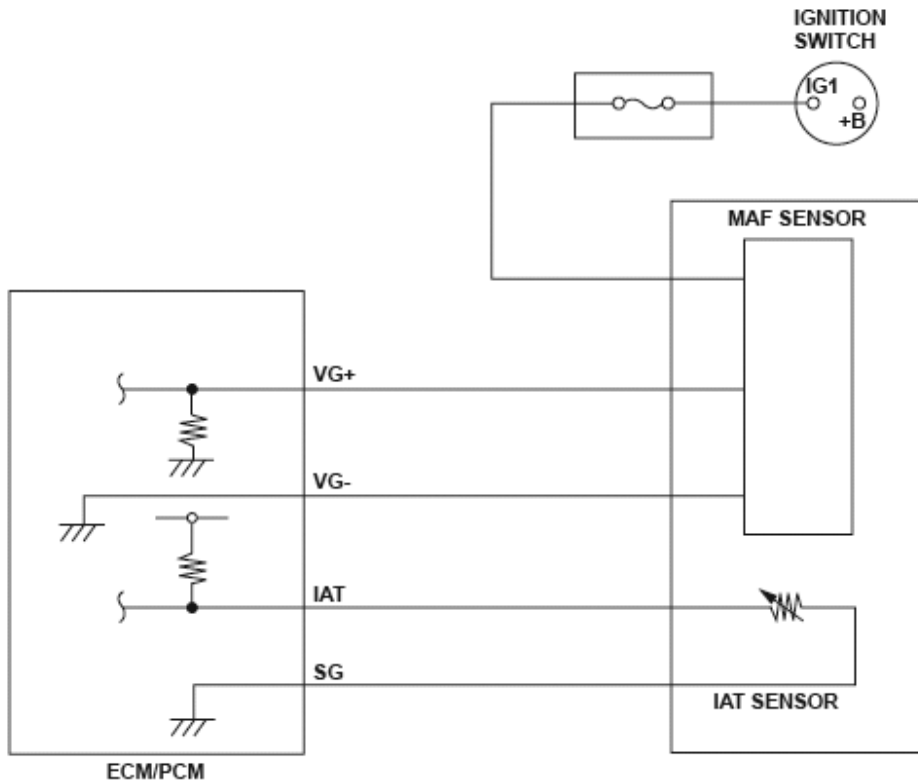 IGNITION
SWITCH
IG1
+B
MAF SENSOR
VG+
VG-
IAT
SG
IAT SENSOR
ECM/PCM